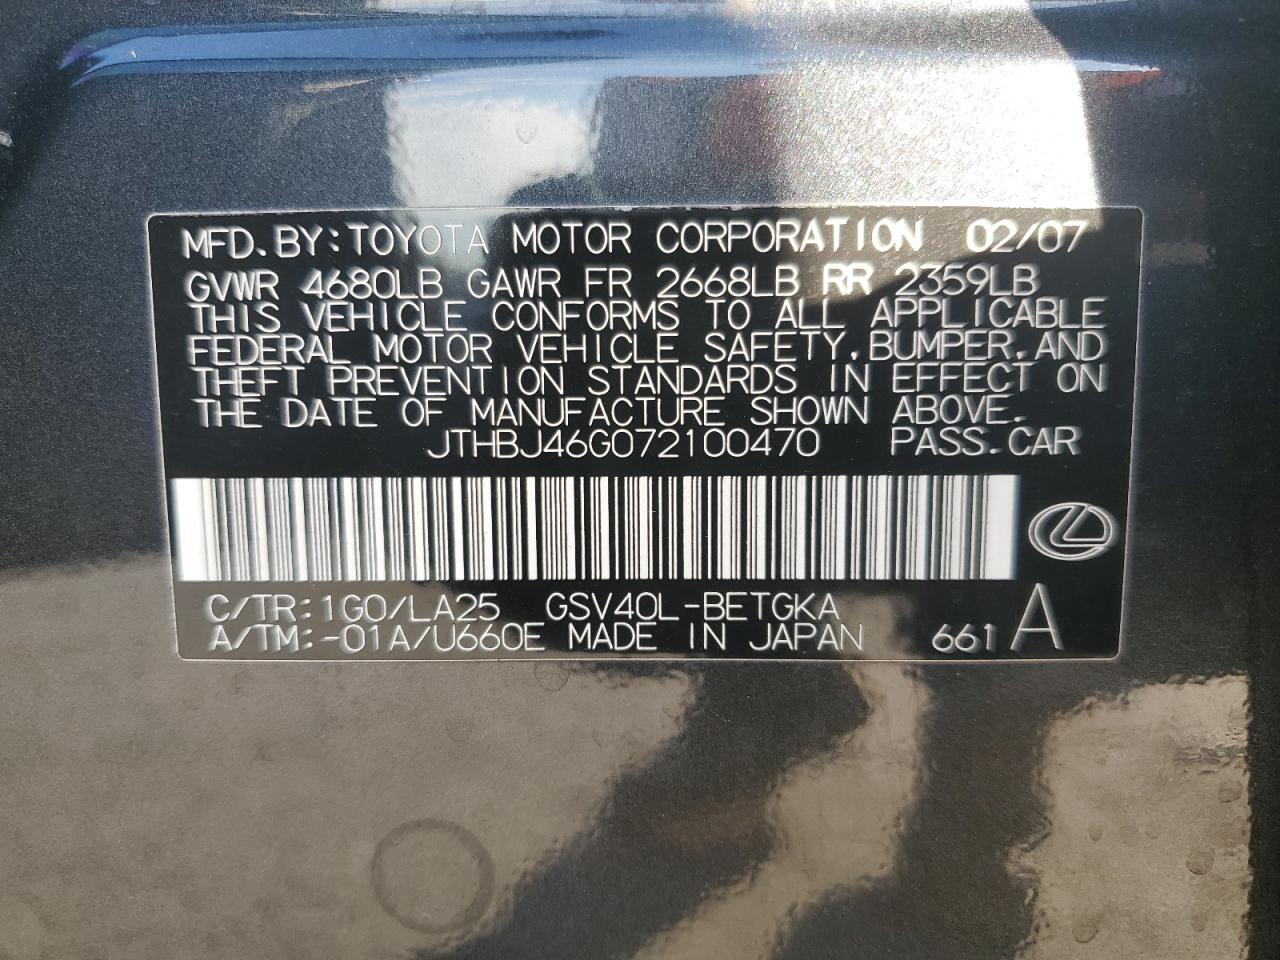 MFD.BY:TOYOTA MOTOR CORPORATION 02/07
GVWR 4680LB GAWR FR 2668LB RR 2359LB
THIS VEHICLE CONFORMS TO ALL APPLICABLE
FEDERAL MOTOR VEHICLE SAFETY,BUMPER,AND
THEFT PREVENTION STANDARDS IN EFFECT ON
THE DATE OF MANUFACTURE SHOWN ABOVE.
JTHBJ46G072100470 PASS.CAR
C/TR:1G0/LA25 GSV40L-BETGKA
A/TM:-01A/U660E MADE IN JAPAN 661 A